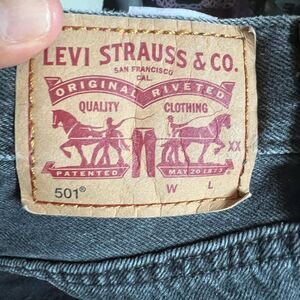 LEVI STRAUSS & CO.
SAN FRANCISCO
CAL.
ORIGINAL RIVETED
QUALITY CLOTHING
XX
PATENTED MAY 20 1873
501® W L